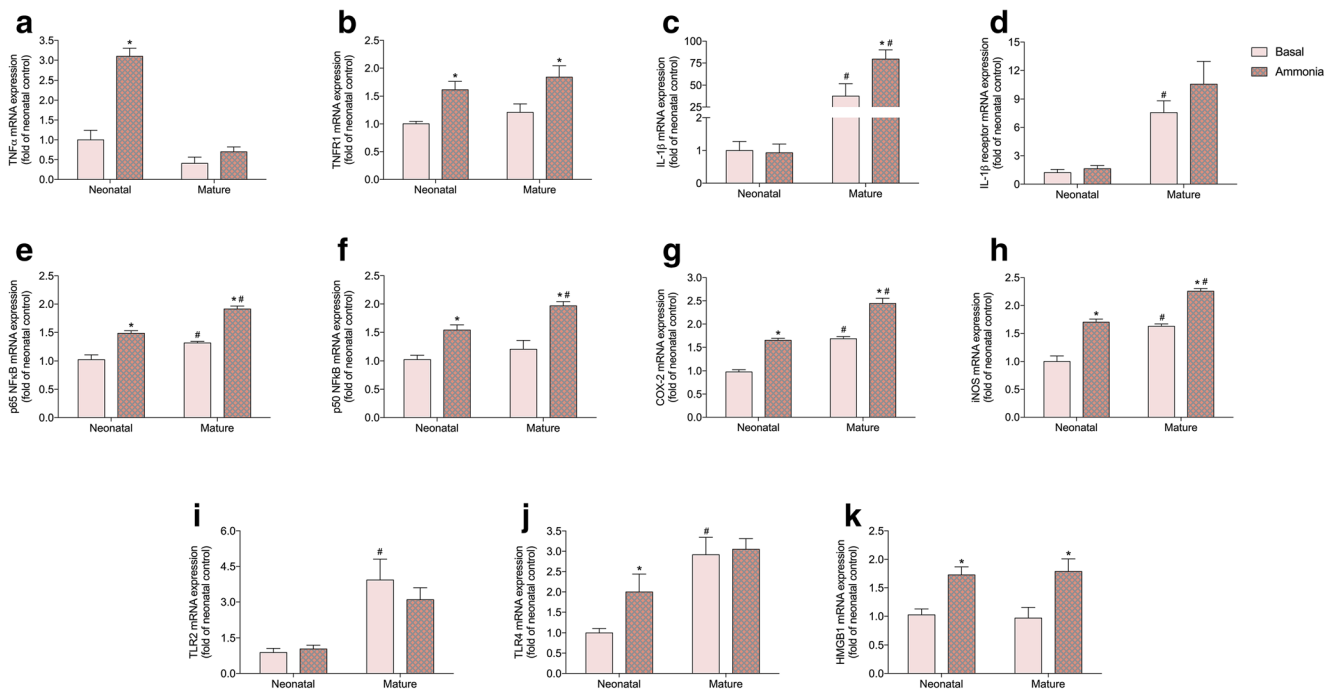 a
TNFα mRNA expression
(fold of neonatal control)
3.5
3.0
2.5
2.0
1.5
1.0
0.5
0.0
*
Neonatal
Mature
b
TNFR1 mRNA expression
(fold of neonatal control)
2.5
2.0
1.5
1.0
0.5
0.0
*
*
Neonatal
Mature
c
IL-1β mRNA expression
(fold of neonatal control)
100
75
50
25
2
1
0
#
* #
Neonatal
Mature
d
IL-1β receptor mRNA expression
(fold of neonatal control)
15
12
9
6
3
0
#
Neonatal
Mature
Basal
Ammonia
e
p65 NFκB mRNA expression
(fold of neonatal control)
2.5
2.0
1.5
1.0
0.5
0.0
*
#
* #
Neonatal
Mature
f
p50 NFkB mRNA expression
(fold of neonatal control)
2.5
2.0
1.5
1.0
0.5
0.0
*
* #
Neonatal
Mature
g
COX-2 mRNA expression
(fold of neonatal control)
3.0
2.5
2.0
1.5
1.0
0.5
0.0
*
#
* #
Neonatal
Mature
h
iNOS mRNA expression
(fold of neonatal control)
2.5
2.0
1.5
1.0
0.5
0.0
*
#
* #
Neonatal
Mature
i
TLR2 mRNA expression
(fold of neonatal control)
6.0
4.5
3.0
1.5
0.0
#
Neonatal
Mature
j
TLR4 mRNA expression
(fold of neonatal control)
3.5
3.0
2.5
2.0
1.5
1.0
0.5
0.0
*
#
Neonatal
Mature
k
HMGB1 mRNA expression
(fold of neonatal control)
2.5
2.0
1.5
1.0
0.5
0.0
*
*
Neonatal
Mature